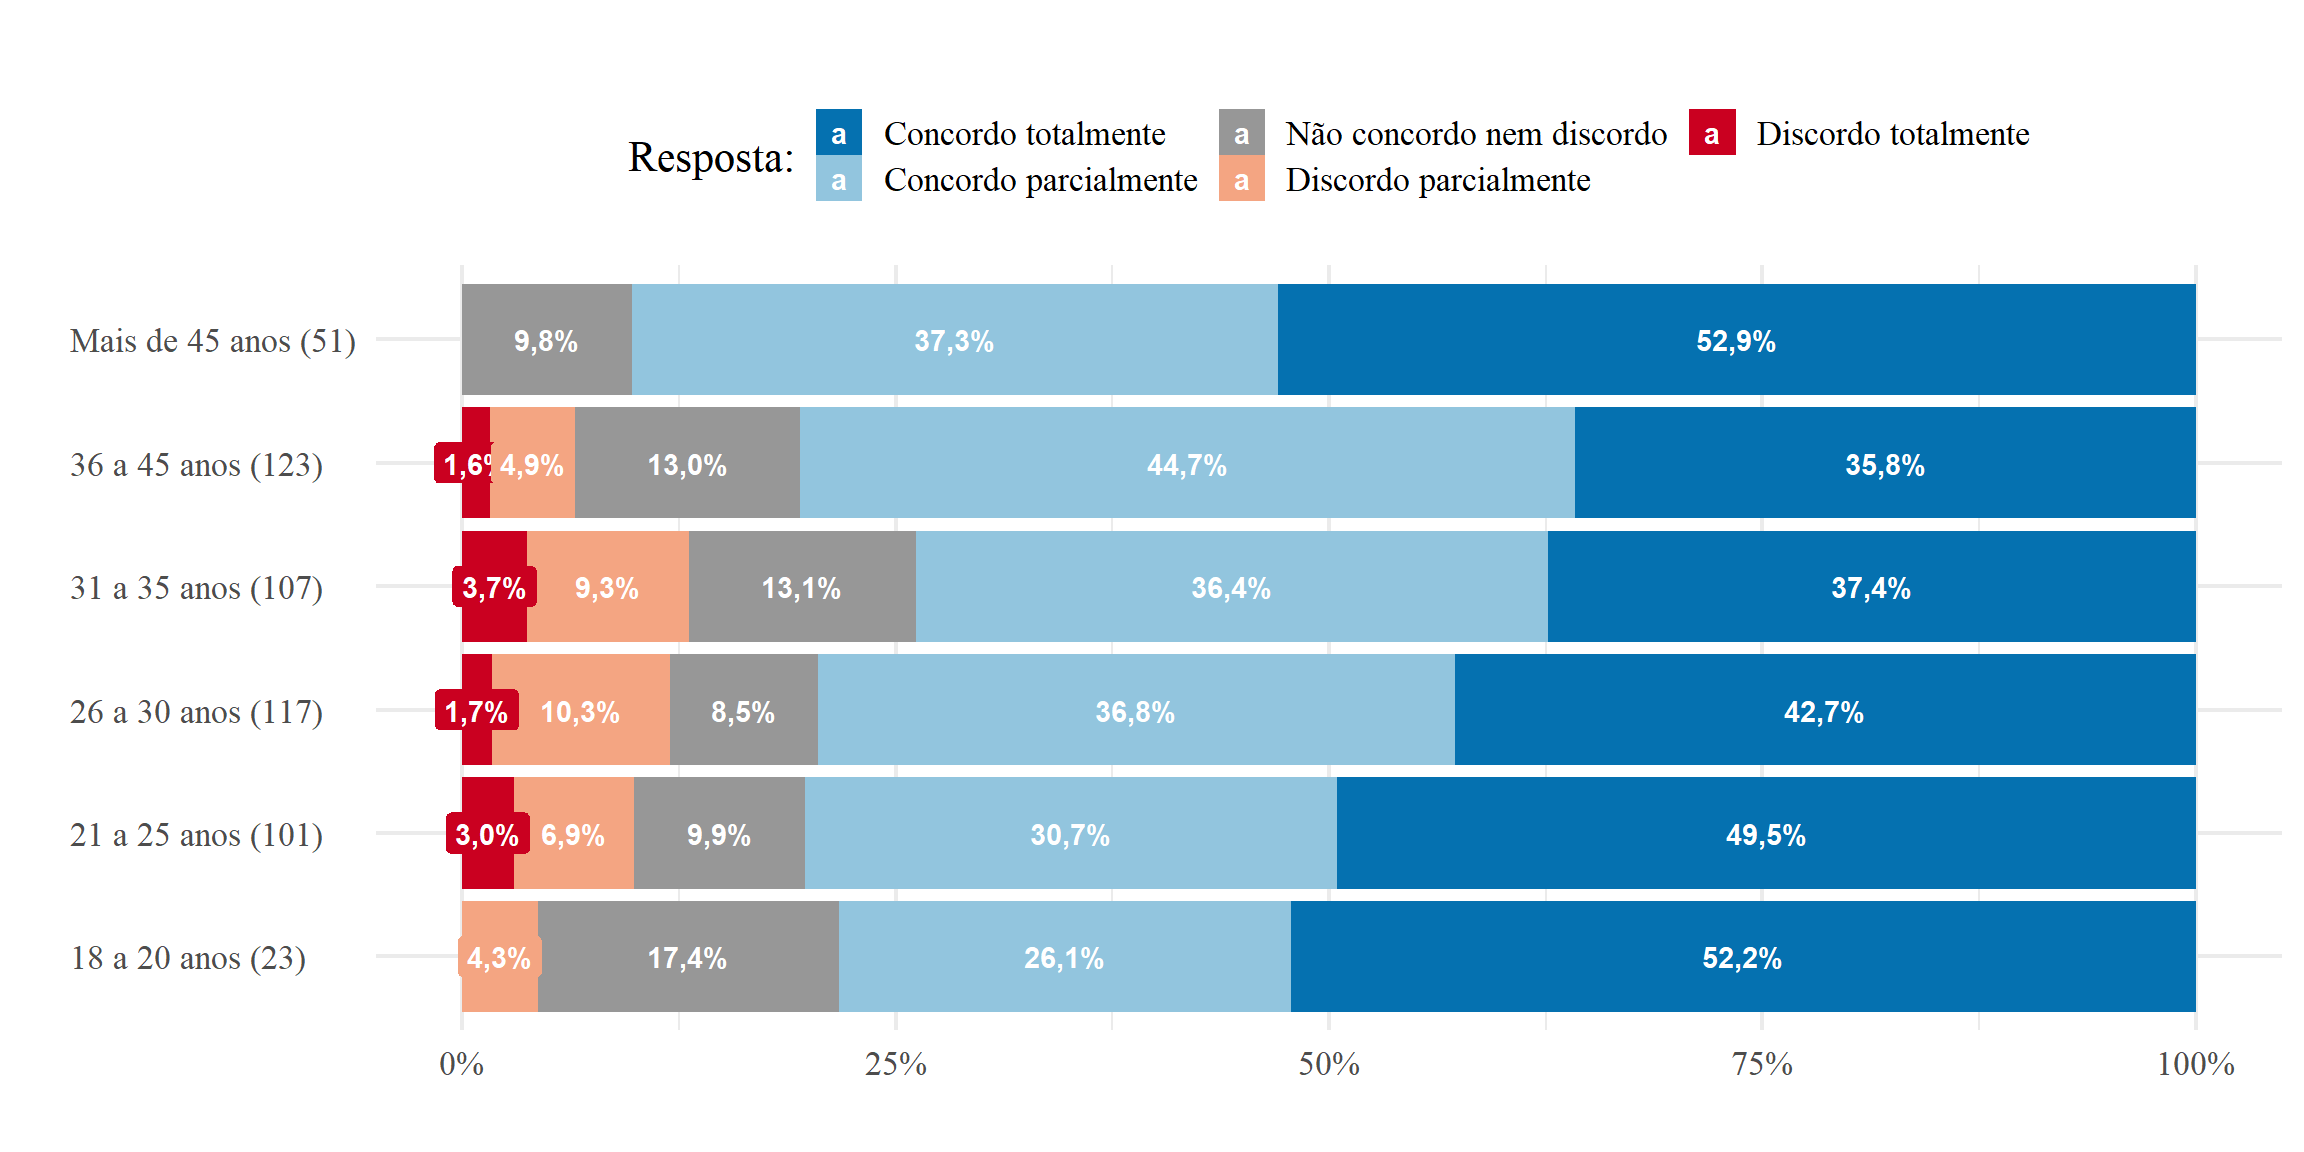 Resposta:
a Concordo totalmente a Não concordo nem discordo a Discordo totalmente
a Concordo parcialmente a Discordo parcialmente
Mais de 45 anos (51) 9,8% 37,3% 52,9%
36 a 45 anos (123) 1,6% 4,9% 13,0% 44,7% 35,8%
31 a 35 anos (107) 3,7% 9,3% 13,1% 36,4% 37,4%
26 a 30 anos (117) 1,7% 10,3% 8,5% 36,8% 42,7%
21 a 25 anos (101) 3,0% 6,9% 9,9% 30,7% 49,5%
18 a 20 anos (23) 4,3% 17,4% 26,1% 52,2%
0% 25% 50% 75% 100%